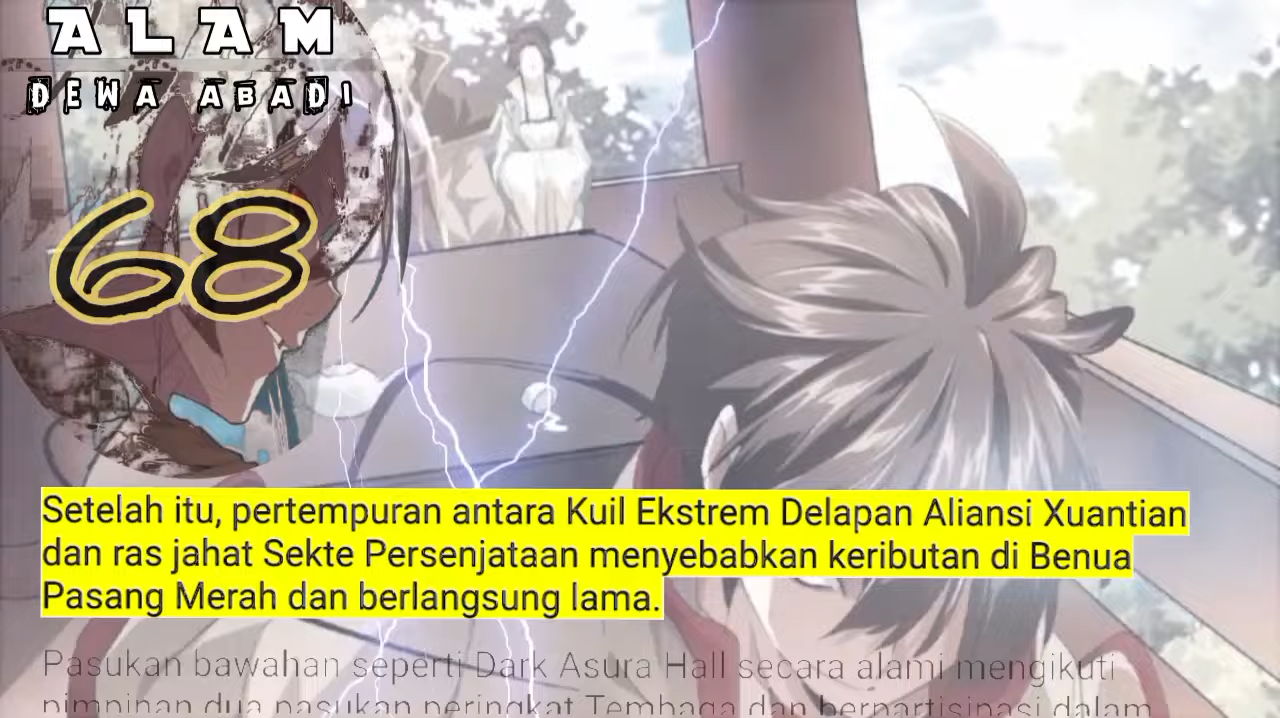 ALAM
DEWA ABADI
68
Setelah itu, pertempuran antara Kuil Ekstrem Delapan Aliansi Xuantian
dan ras jahat Sekte Persenjataan menyebabkan keributan di Benua
Pasang Merah dan berlangsung lama.
Pasukan bawahan seperti Dark Asura Hall secara alami mengikuti
pimpinan dua pasukan peringkat Tembaga dan berpartisipasi dalam